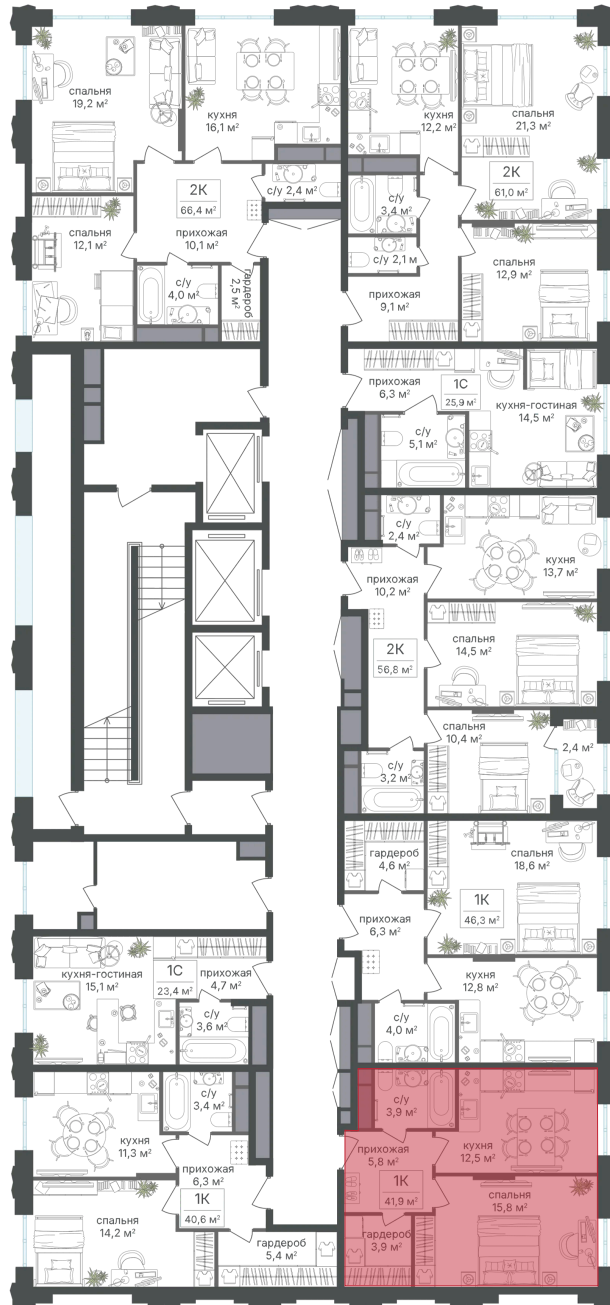 спальня
19,2 м²
кухня
16,1 м²
кухня
12,2 м²
спальня
21,3 м²
2К
66,4 м²
с/у 2,4 м²
2К
61,0 м²
с/у
3,4 м²
спальня
12,1 м²
прихожая
10,1 м²
с/у 2,1 м
спальня
12,9 м²
с/у
4,0 м²
гардероб
2,5 м²
прихожая
9,1 м²
прихожая
6,3 м²
1С
25,9 м²
кухня-гостиная
14,5 м²
с/у
5,1 м²
с/у
2,4 м²
кухня
13,7 м²
прихожая
10,2 м²
спальня
14,5 м²
2К
56,8 м²
спальня
10,4 м²
2,4 м²
с/у
3,2 м²
гардероб
4,6 м²
спальня
18,6 м²
1К
46,3 м²
прихожая
6,3 м²
кухня-гостиная
15,1 м²
1С
23,4 м²
прихожая
4,7 м²
кухня
12,8 м²
с/у
3,6 м²
с/у
4,0 м²
с/у
3,4 м²
с/у
3,9 м²
кухня
11,3 м²
прихожая
5,8 м²
кухня
12,5 м²
прихожая
6,3 м²
1К
40,6 м²
1К
41,9 м²
спальня
15,8 м²
спальня
14,2 м²
гардероб
5,4 м²
гардероб
3,9 м²